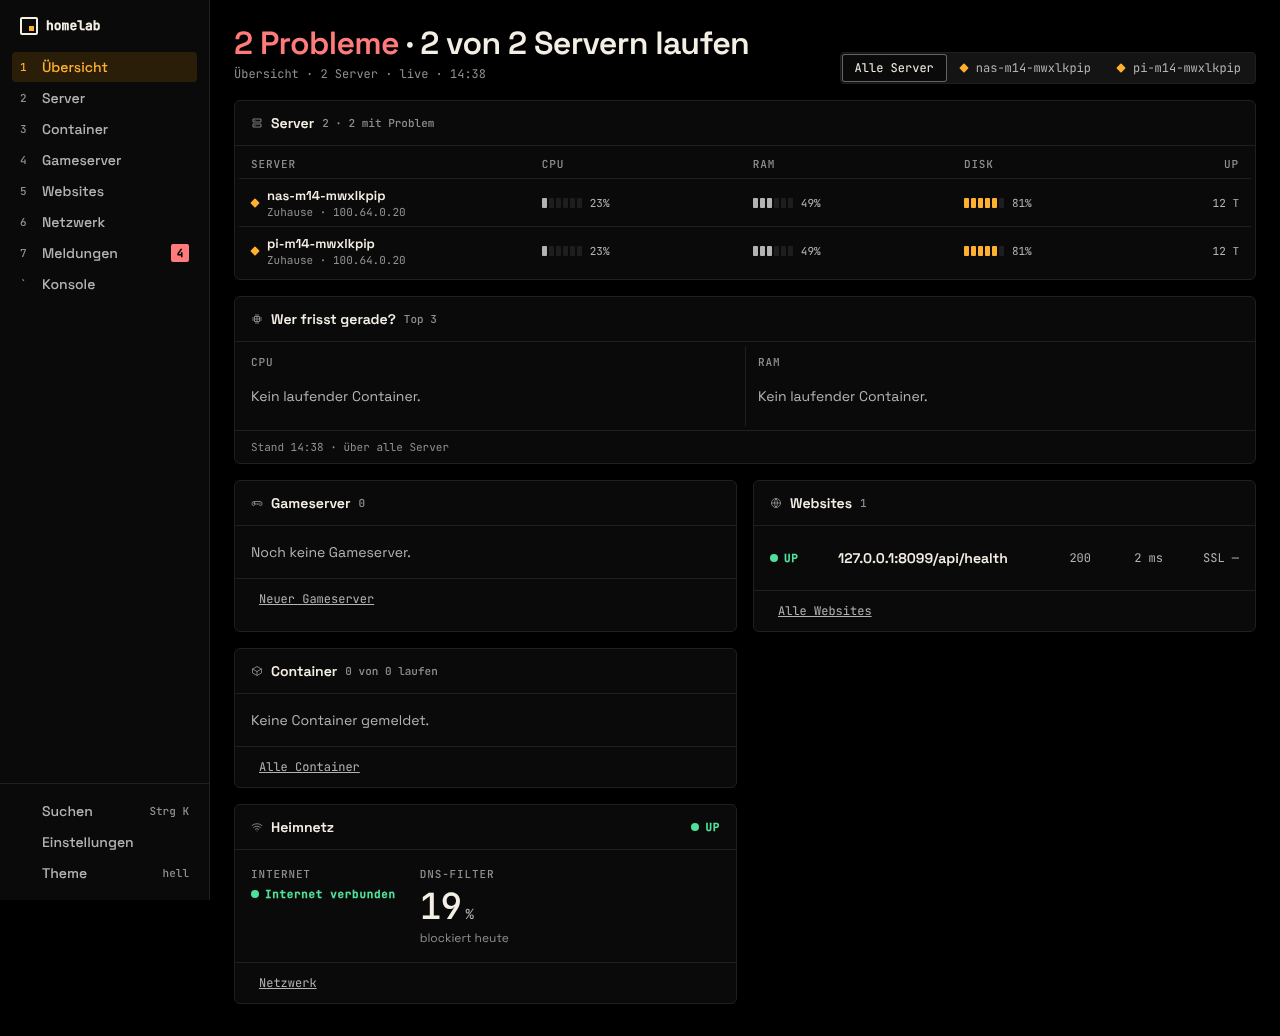 homelab
1 Übersicht
2 Server
3 Container
4 Gameserver
5 Websites
6 Netzwerk
7 Meldungen 4
` Konsole
Suchen Strg K
Einstellungen
Theme hell
2 Probleme · 2 von 2 Servern laufen
Übersicht · 2 Server · live · 14:38
Alle Server nas-m14-mwxlkpip pi-m14-mwxlkpip
Server 2 · 2 mit Problem
SERVER CPU RAM DISK UP
nas-m14-mwxlkpip
Zuhause · 100.64.0.20
23% 49% 81% 12 T
pi-m14-mwxlkpip
Zuhause · 100.64.0.20
23% 49% 81% 12 T
Wer frisst gerade? Top 3
CPU
Kein laufender Container.
RAM
Kein laufender Container.
Stand 14:38 · über alle Server
Gameserver 0
Noch keine Gameserver.
Neuer Gameserver
Websites 1
UP 127.0.0.1:8099/api/health 200 2 ms SSL —
Alle Websites
Container 0 von 0 laufen
Keine Container gemeldet.
Alle Container
Heimnetz UP
INTERNET
Internet verbunden
DNS-FILTER
19 %
blockiert heute
Netzwerk